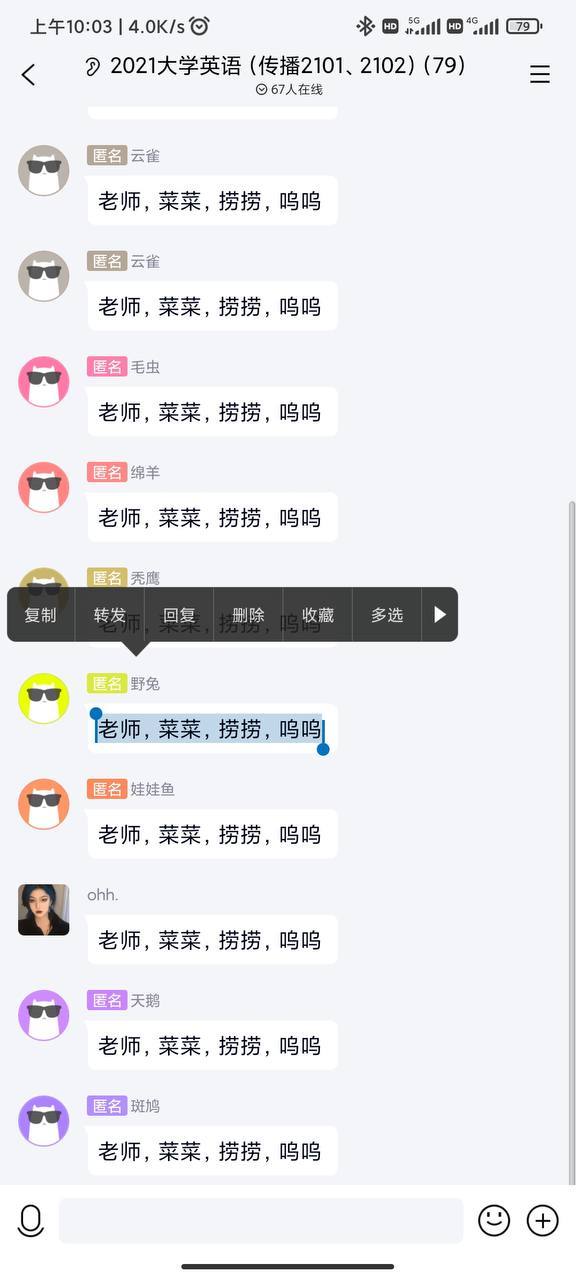 上午10:03 | 4.0K/s
HD 5G HD 4G 79
2021大学英语（传播2101、2102）(79)
67人在线
匿名 云雀
老师，菜菜，捞捞，呜呜
匿名 云雀
老师，菜菜，捞捞，呜呜
匿名 毛虫
老师，菜菜，捞捞，呜呜
匿名 绵羊
老师，菜菜，捞捞，呜呜
匿名 秃鹰
老师，菜菜，捞捞，呜呜
复制 转发 回复 删除 收藏 多选
匿名 野兔
老师，菜菜，捞捞，呜呜
匿名 娃娃鱼
老师，菜菜，捞捞，呜呜
ohh.
老师，菜菜，捞捞，呜呜
匿名 天鹅
老师，菜菜，捞捞，呜呜
匿名 斑鸠
老师，菜菜，捞捞，呜呜